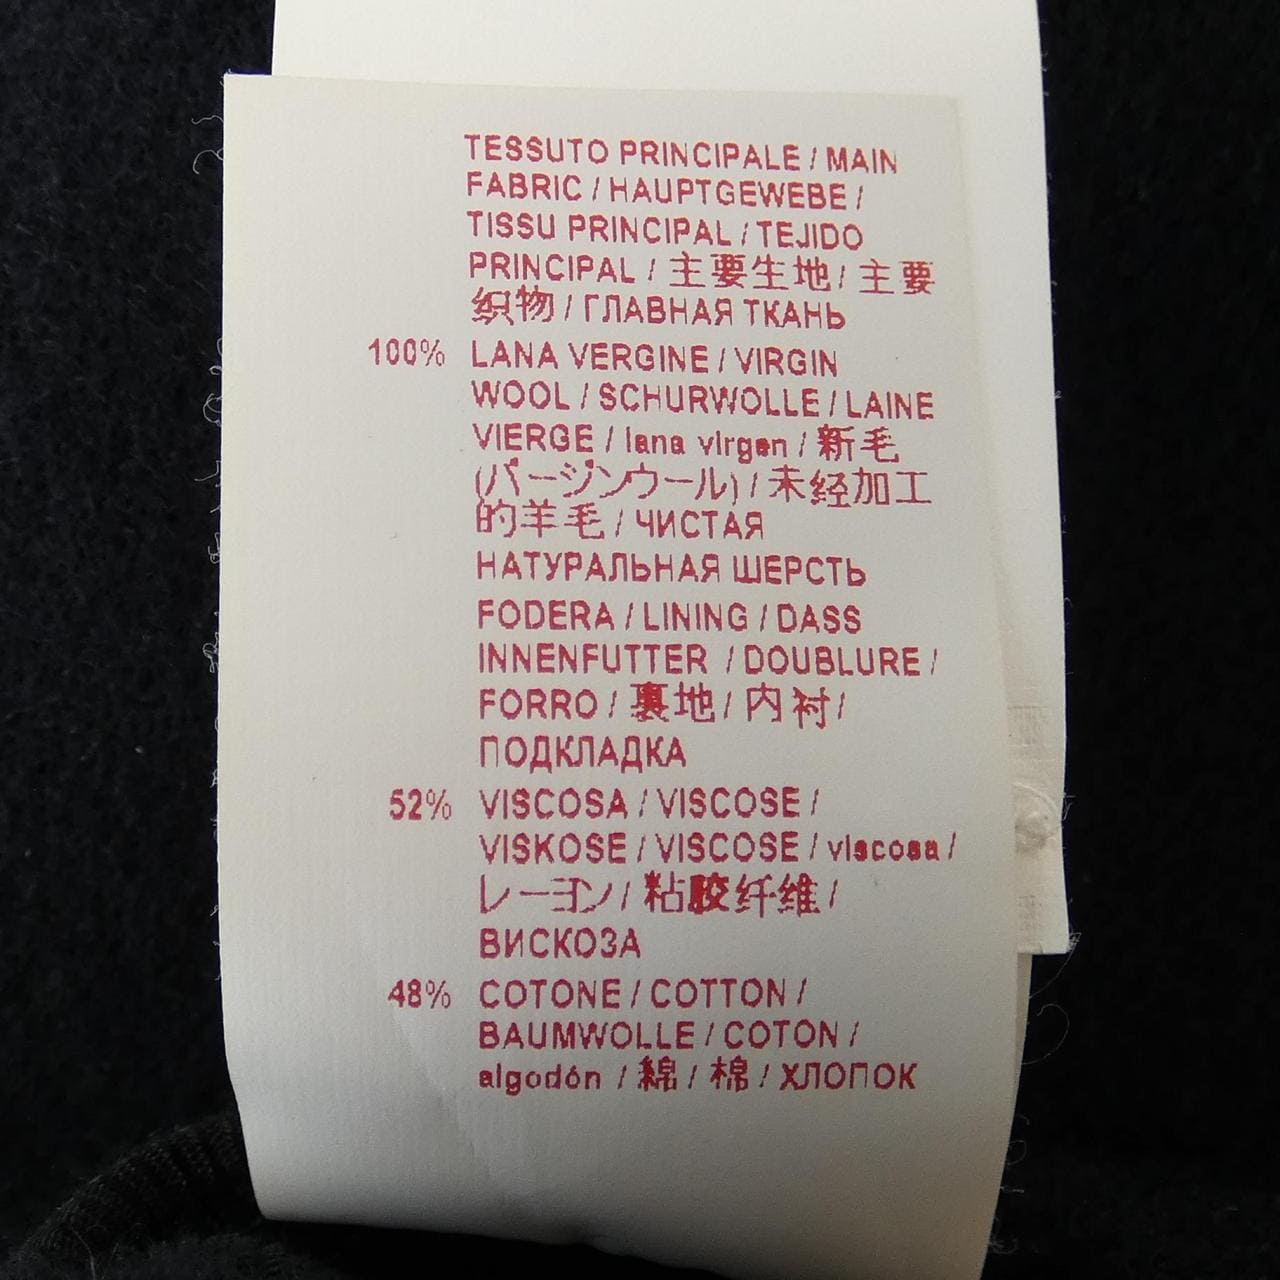 TESSUTO PRINCIPALE / MAIN
FABRIC / HAUPTGEWEBE /
TISSU PRINCIPAL / TEJIDO
PRINCIPAL / 主要生地 / 主要
织物 / ГЛАВНАЯ ТКАНЬ
100% LANA VERGINE / VIRGIN
WOOL / SCHURWOLLE / LAINE
VIERGE / lana virgen / 新毛
(バージンウール) / 未经加工
的羊毛 / ЧИСТАЯ
НАТУРАЛЬНАЯ ШЕРСТЬ
FODERA / LINING / DASS
INNENFUTTER / DOUBLURE /
FORRO / 裏地 / 内衬 /
ПОДКЛАДКА
52% VISCOSA / VISCOSE /
VISKOSE / VISCOSE / viscosa /
レーヨン / 粘胶纤维 /
ВИСКОЗА
48% COTONE / COTTON /
BAUMWOLLE / COTON /
algodón / 綿 / 棉 / ХЛОПОК